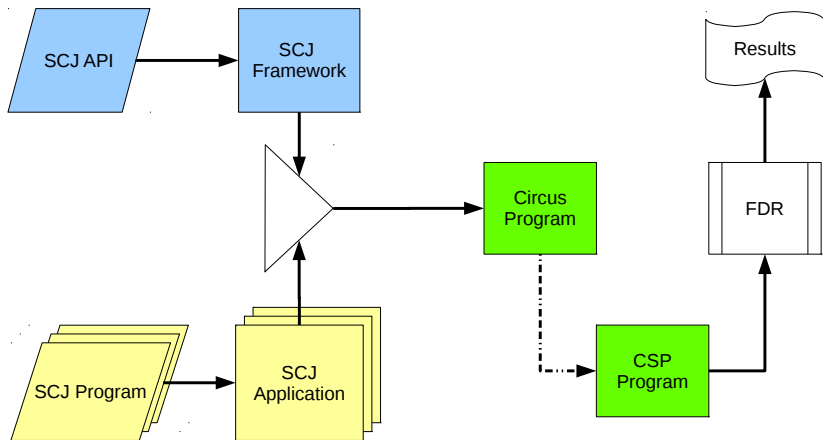 SCJ API
SCJ
Framework
Results
Circus
Program
FDR
SCJ Program
SCJ
Application
CSP
Program